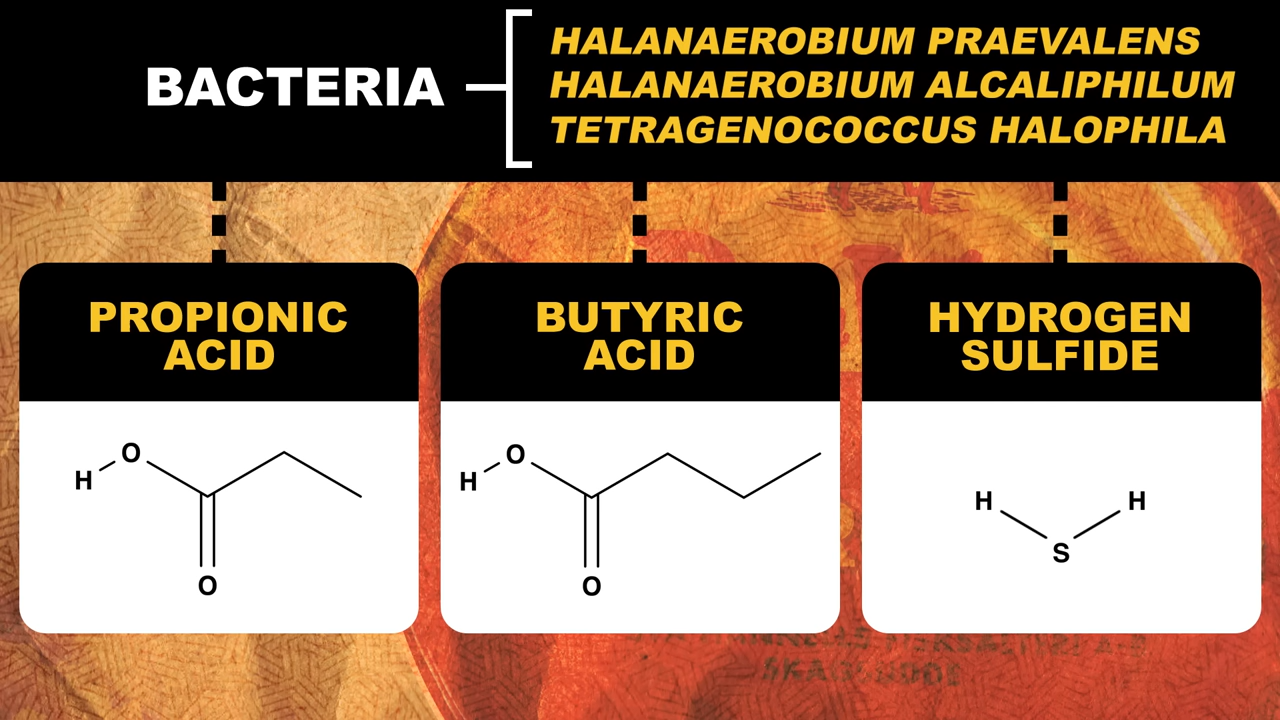 BACTERIA
HALANAEROBIUM PRAEVALENS
HALANAEROBIUM ALCALIPHILUM
TETRAGENOCOCCUS HALOPHILA
PROPIONIC
ACID
H O
O
BUTYRIC
ACID
H O
O
HYDROGEN
SULFIDE
H H
S